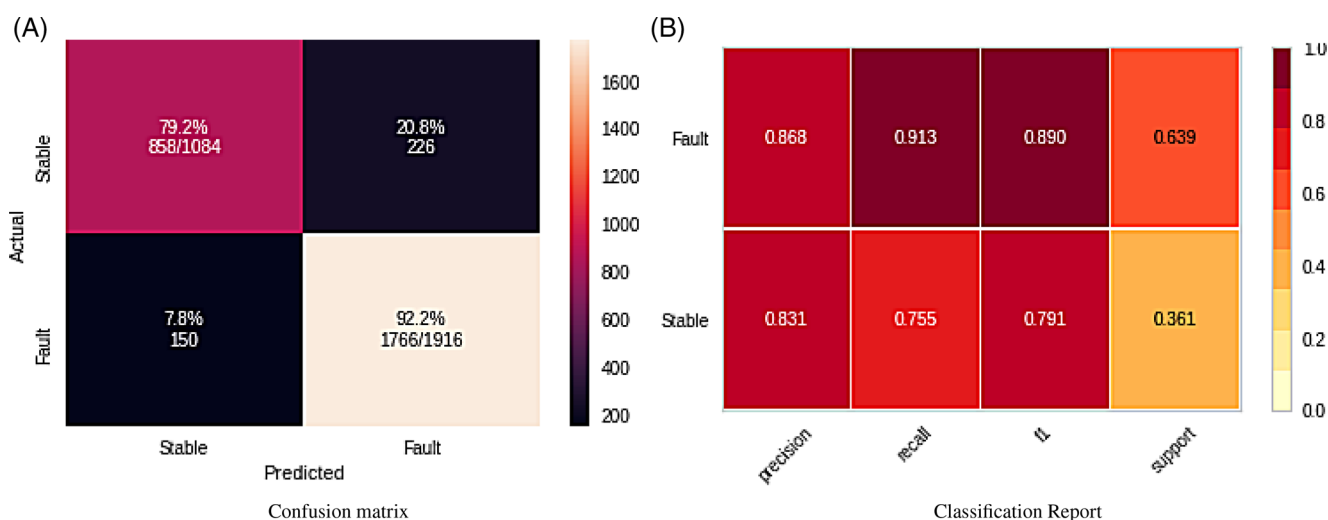 (A)
Actual
Stable
Fault
79.2%
858/1084
20.8%
226
7.8%
150
92.2%
1766/1916
Stable
Fault
Predicted
1600
1400
1200
1000
800
600
400
200
Confusion matrix
(B)
Fault
Stable
0.868
0.913
0.890
0.639
0.831
0.755
0.791
0.361
precision
recall
f1
support
1.0
0.8
0.6
0.4
0.2
0.0
Classification Report